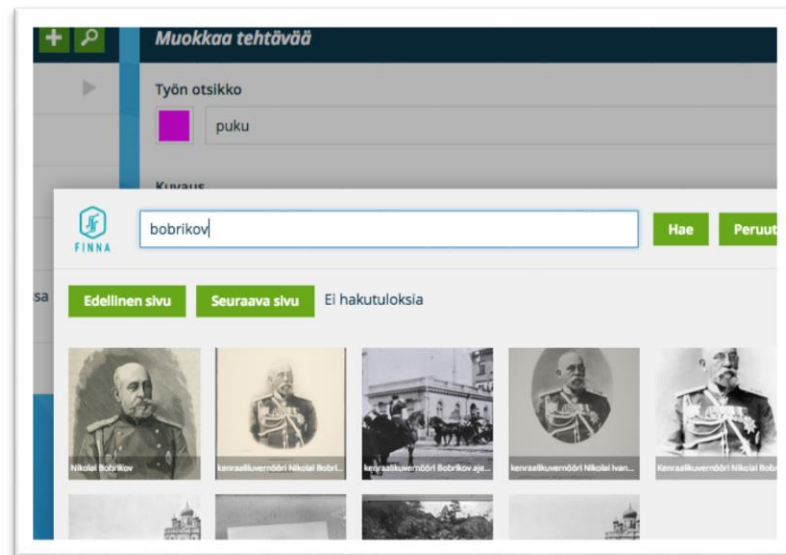 Muokkaa tehtävää
Työn otsikko
puku
Kuvaus
FINNA
bobrikov
Hae
Peruut
sa
Edellinen sivu
Seuraava sivu
Ei hakutuloksia
Nikolai Bobrikov
kenraalikuvernööri Nikolai Bobri...
kenraalikuvernööri Bobrikov aje...
kenraalikuvernööri Nikolai Ivan...
Kenraalikuvernööri Nikolai Bob